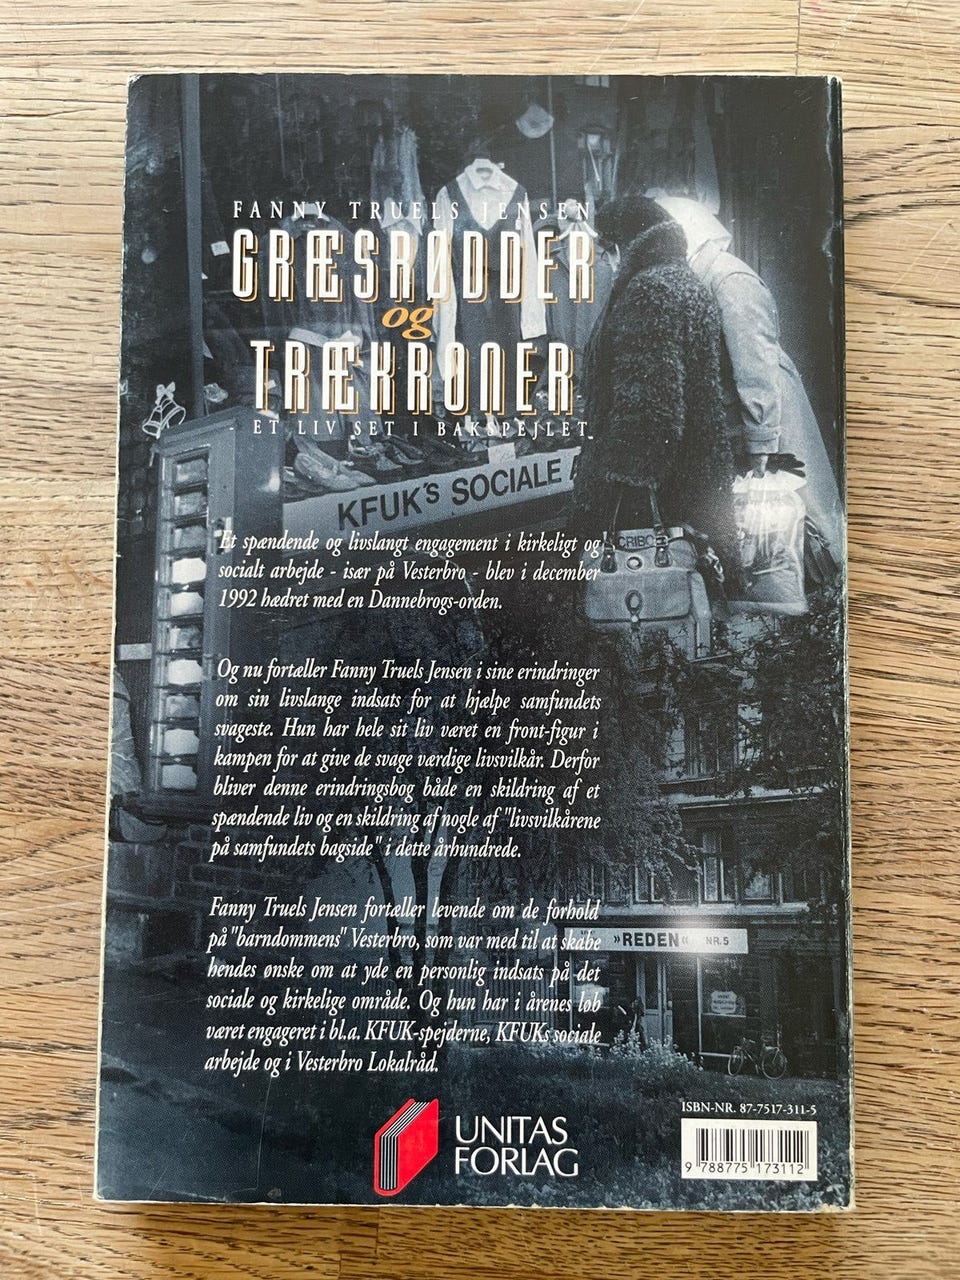 FANNY TRUELS JENSEN
GRÆSRØDDER
og
TRÆKRONER
- ET LIV SET I BAKSPEJLET -
KFUK's SOCIALE
CRIBO
Et spændende og livslangt engagement i kirkeligt og
socialt arbejde - især på Vesterbro - blev i december
1992 hædret med en Dannebrogs-orden.
Og nu fortæller Fanny Truels Jensen i sine erindringer
om sin livslange indsats for at hjælpe samfundets
svageste. Hun har hele sit liv været en front-figur i
kampen for at give de svage værdige livsvilkår. Derfor
bliver denne erindringsbog både en skildring af et
spændende liv og en skildring af nogle af "livsvilkårene
på samfundets bagside" i dette århundrede.
Fanny Truels Jensen fortæller levende om de forhold
på "barndommens" Vesterbro, som var med til at skabe
hendes ønske om at yde en personlig indsats på det
sociale og kirkelige område. Og hun har i årenes løb
været engageret i bl.a. KFUK-spejderne, KFUKs sociale
arbejde og i Vesterbro Lokalråd.
»REDEN« NR.5
UNITAS
FORLAG
ISBN-NR. 87-7517-311-5
9 788775 173112